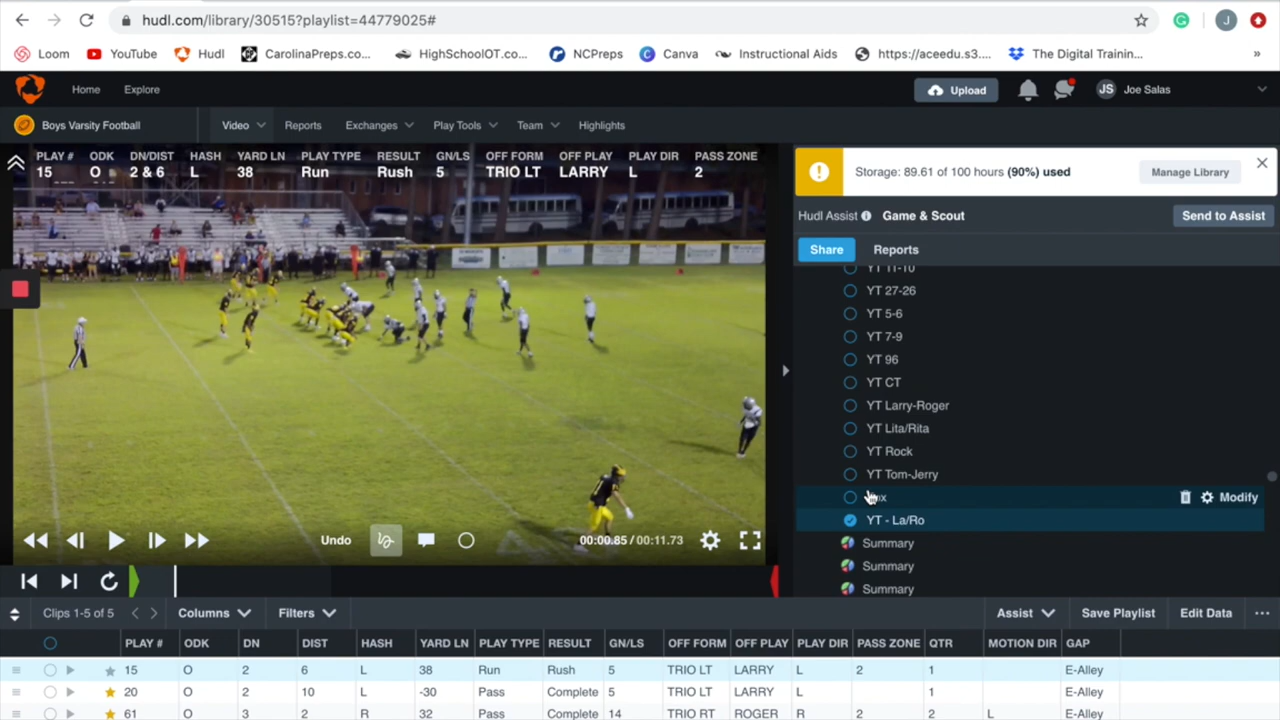 hudl.com/library/30515?playlist=44779025#
J
Loom YouTube Hudl CarolinaPreps.co... HighSchoolOT.co... NCPreps Canva Instructional Aids https://aceedu.s3.... The Digital Trainin... »
Home Explore Upload JS Joe Salas
Boys Varsity Football Video Reports Exchanges Play Tools Team Highlights
PLAY # ODK DN/DIST HASH YARD LN PLAY TYPE RESULT GN/LS OFF FORM OFF PLAY PLAY DIR PASS ZONE
15 O 2 & 6 L 38 Run Rush 5 TRIO LT LARRY L 2
Storage: 89.61 of 100 hours (90%) used Manage Library
Hudl Assist Game & Scout Send to Assist
Share Reports
YT 11-10
YT 27-26
YT 5-6
YT 7-9
YT 96
YT CT
YT Larry-Roger
YT Lita/Rita
YT Rock
YT Tom-Jerry
Modify
YT - La/Ro
Summary
Summary
Summary
Undo 00:00.85 / 00:11.73
Clips 1-5 of 5 Columns Filters Assist Save Playlist Edit Data
PLAY # ODK DN DIST HASH YARD LN PLAY TYPE RESULT GN/LS OFF FORM OFF PLAY PLAY DIR PASS ZONE QTR MOTION DIR GAP
15 O 2 6 L 38 Run Rush 5 TRIO LT LARRY L 2 1 E-Alley
20 O 2 10 L -30 Pass Complete 5 TRIO LT LARRY L 1 E-Alley
61 O 3 2 R 32 Pass Complete 14 TRIO RT ROGER R 2 2 L E-Alley